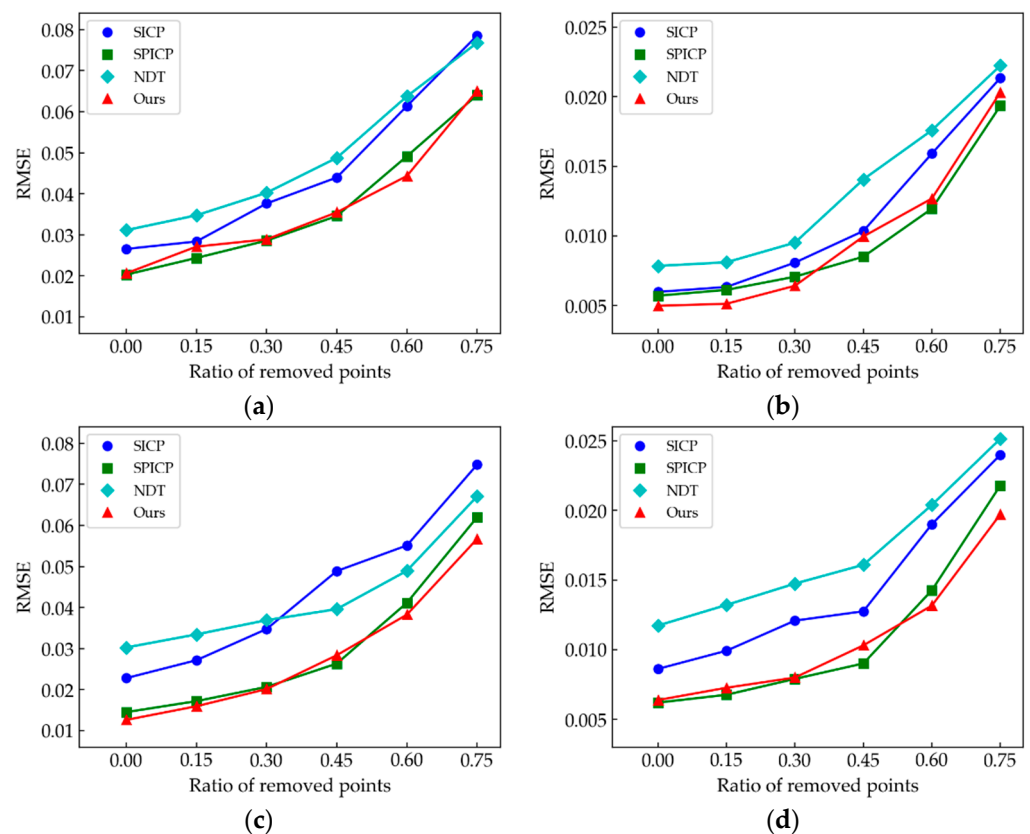 0.08
0.07
0.06
0.05
0.04
0.03
0.02
0.01
RMSE
SICP
SPICP
NDT
Ours
0.00 0.15 0.30 0.45 0.60 0.75
Ratio of removed points
(a)
0.025
0.020
0.015
0.010
0.005
RMSE
SICP
SPICP
NDT
Ours
0.00 0.15 0.30 0.45 0.60 0.75
Ratio of removed points
(b)
0.08
0.07
0.06
0.05
0.04
0.03
0.02
0.01
RMSE
SICP
SPICP
NDT
Ours
0.00 0.15 0.30 0.45 0.60 0.75
Ratio of removed points
(c)
0.025
0.020
0.015
0.010
0.005
RMSE
SICP
SPICP
NDT
Ours
0.00 0.15 0.30 0.45 0.60 0.75
Ratio of removed points
(d)